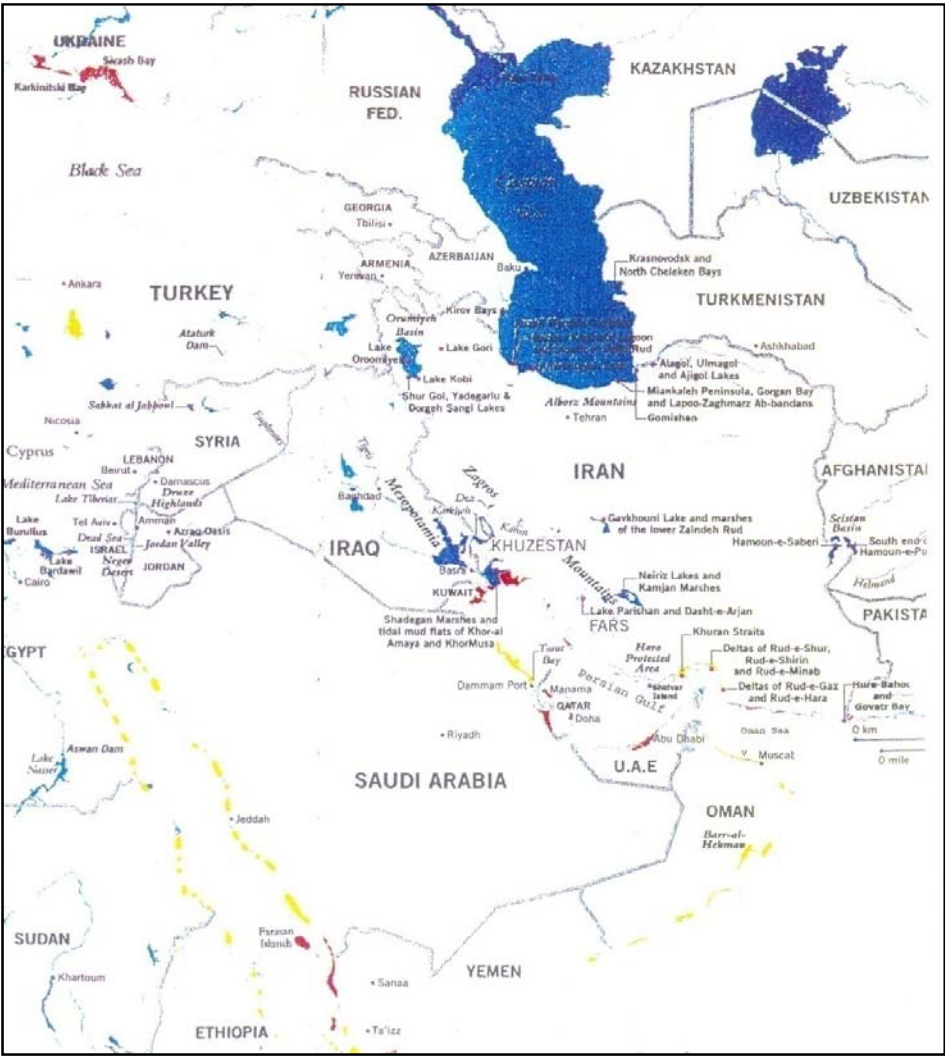 UKRAINE
Sivash Bay
Karkinitski Bay
Black Sea
RUSSIAN
FED.
KAZAKHSTAN
UZBEKISTAN
GEORGIA
Tbilisi
ARMENIA
Yerevan
AZERBAIJAN
Baku
Krasnovodsk and
North Cheleken Bays
TURKMENISTAN
Ankara
TURKEY
Ataturk
Dam
Orumiyeh
Basin
Kirov Bays
Lake
Oroomiyeh
Lake Gori
Lake Kobi
Shur Gol, Yadegarlu &
Dorgeh Sangi Lakes
Ashkhabad
Alagol, Ulmagol
and Ajigol Lakes
Miankaleh Peninsula, Gorgan Bay
and Lapoo-Zaghmarz Ab-bandans
Gomishan
Alborz Mountains
Tehran
Sabkat al Jabboul
Nicosia
Cyprus
SYRIA
Euphrates
LEBANON
Beirut
Damascus
Mediterranean Sea
Druze
Highlands
Lake Tiberias
Tel Aviv
Amman
Azraq Oasis
Dead Sea
Jordan Valley
ISRAEL
Negev
Desert
JORDAN
Lake
Burullus
Lake
Bardawil
Cairo
Tigris
Baghdad
Mesopotamia
IRAQ
Zagros
Dez
Karkheh
Karun
KHUZESTAN
Basra
KUWAIT
Mountains
IRAN
AFGHANISTAI
Gavkhouni Lake and marshes
of the lower Zaindeh Rud
Seistan
Basin
Hamoun-e-Saberi
South end o
Hamoun-e-Pu
Helmand
PAKISTA
Neiriz Lakes and
Kamjan Marshes
Lake Parishan and Dasht-e-Arjan
FARS
Shadegan Marshes and
tidal mud flats of Khor-al
Amaya and KhorMusa
Khuran Straits
Deltas of Rud-e-Shur,
Rud-e-Shirin
and Rud-e-Minab
Hara
Protected
Area
Sheedvar
Island
Deltas of Rud-e-Gaz
and Rud-e-Hara
Hure Bahou
and
Govatr Bay
Persian Gulf
Tarut
Bay
Dammam Port
Manama
QATAR
Doha
Abu Dhabi
U.A.E
Oman Sea
Muscat
0 km
0 mile
GYPT
Lake
Nasser
Aswan Dam
Riyadh
SAUDI ARABIA
Jeddah
OMAN
Barr-al-
Hekman
SUDAN
Khartoum
Farasan
Islands
Sanaa
YEMEN
Ta'izz
ETHIOPIA